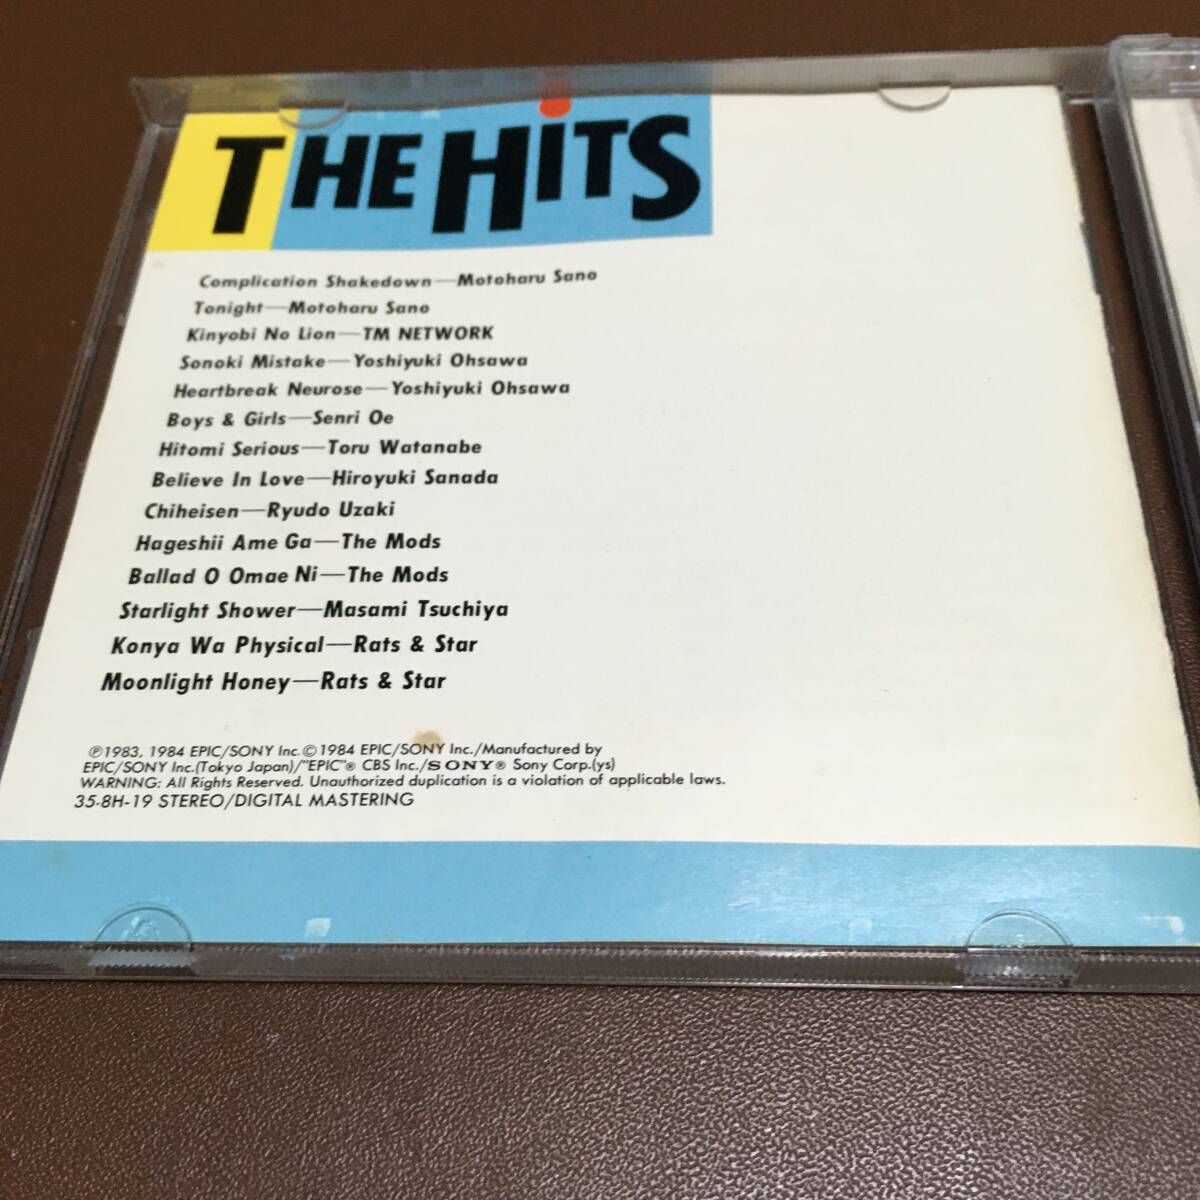 THE HiTS
Complication Shakedown—Motoharu Sano
Tonight—Motoharu Sano
Kinyobi No Lion—TM NETWORK
Sonoki Mistake—Yoshiyuki Ohsawa
Heartbreak Neurose—Yoshiyuki Ohsawa
Boys & Girls—Senri Oe
Hitomi Serious—Toru Watanabe
Believe In Love—Hiroyuki Sanada
Chiheisen—Ryudo Uzaki
Hageshii Ame Ga—The Mods
Ballad O Omae Ni—The Mods
Starlight Shower—Masami Tsuchiya
Konya Wa Physical—Rats & Star
Moonlight Honey—Rats & Star
℗1983, 1984 EPIC/SONY Inc.©1984 EPIC/SONY Inc./Manufactured by
EPIC/SONY Inc.(Tokyo Japan)/"EPIC"® CBS Inc./SONY® Sony Corp.(ys)
WARNING: All Rights Reserved. Unauthorized duplication is a violation of applicable laws.
35·8H-19 STEREO/DIGITAL MASTERING